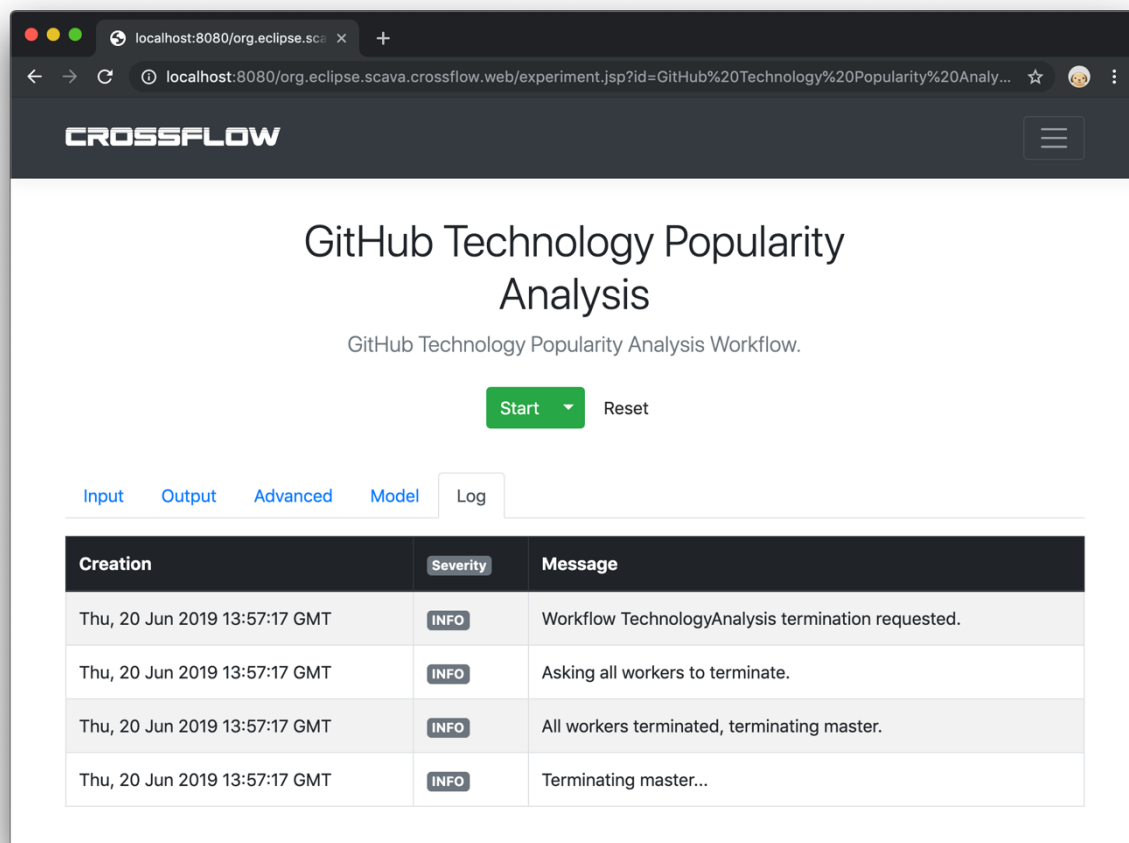 localhost:8080/org.eclipse.sca
localhost:8080/org.eclipse.scava.crossflow.web/experiment.jsp?id=GitHub%20Technology%20Popularity%20Analy...
CROSSFLOW
GitHub Technology Popularity
Analysis
GitHub Technology Popularity Analysis Workflow.
Start Reset
Input Output Advanced Model Log
Creation Severity Message
Thu, 20 Jun 2019 13:57:17 GMT INFO Workflow TechnologyAnalysis termination requested.
Thu, 20 Jun 2019 13:57:17 GMT INFO Asking all workers to terminate.
Thu, 20 Jun 2019 13:57:17 GMT INFO All workers terminated, terminating master.
Thu, 20 Jun 2019 13:57:17 GMT INFO Terminating master...